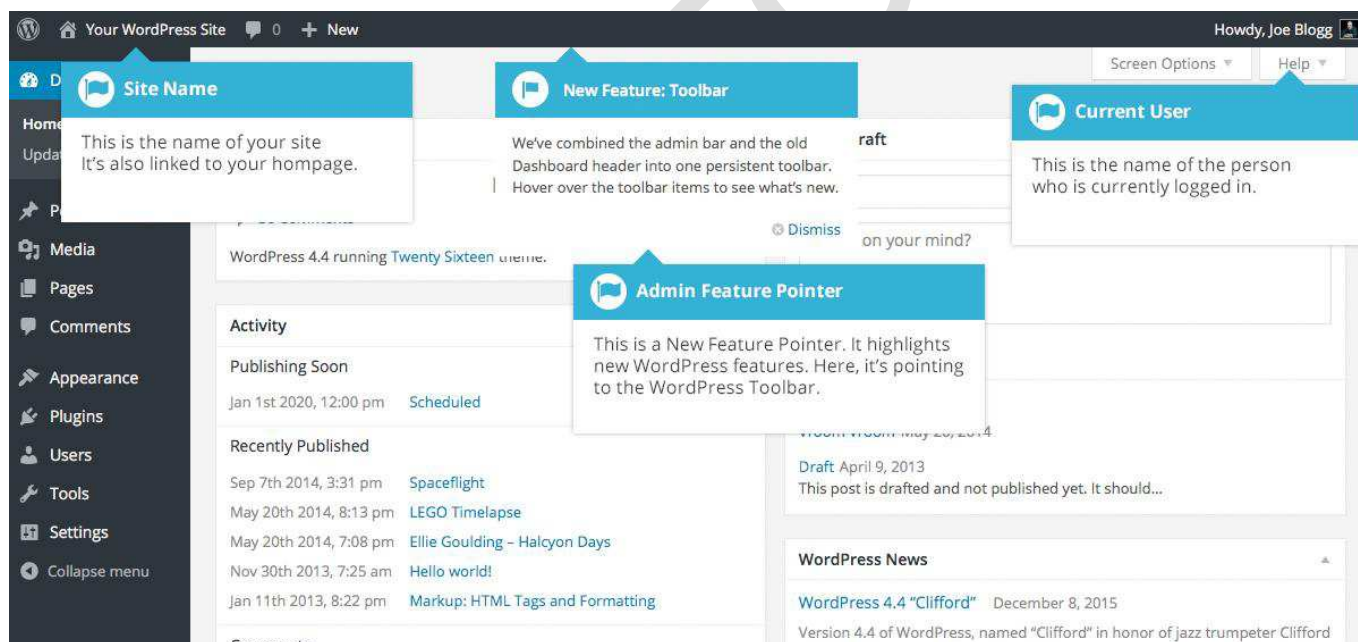 Your WordPress Site 0 + New Howdy, Joe Blogg
Screen Options Help
D
Site Name
This is the name of your site
It's also linked to your hompage.
New Feature: Toolbar
We've combined the admin bar and the old
Dashboard header into one persistent toolbar.
Hover over the toolbar items to see what's new.
Dismiss
Current User
This is the name of the person
who is currently logged in.
Home
Upda
P
Media
Pages
Comments
Appearance
Plugins
Users
Tools
Settings
Collapse menu
WordPress 4.4 running Twenty Sixteen theme.
raft
on your mind?
Admin Feature Pointer
This is a New Feature Pointer. It highlights
new WordPress features. Here, it's pointing
to the WordPress Toolbar.
Activity
Publishing Soon
Jan 1st 2020, 12:00 pm Scheduled
Recently Published
Sep 7th 2014, 3:31 pm Spaceflight
May 20th 2014, 8:13 pm LEGO Timelapse
May 20th 2014, 7:08 pm Ellie Goulding – Halcyon Days
Nov 30th 2013, 7:25 am Hello world!
Jan 11th 2013, 8:22 pm Markup: HTML Tags and Formatting
Draft April 9, 2013
This post is drafted and not published yet. It should...
WordPress News
WordPress 4.4 “Clifford” December 8, 2015
Version 4.4 of WordPress, named “Clifford” in honor of jazz trumpeter Clifford